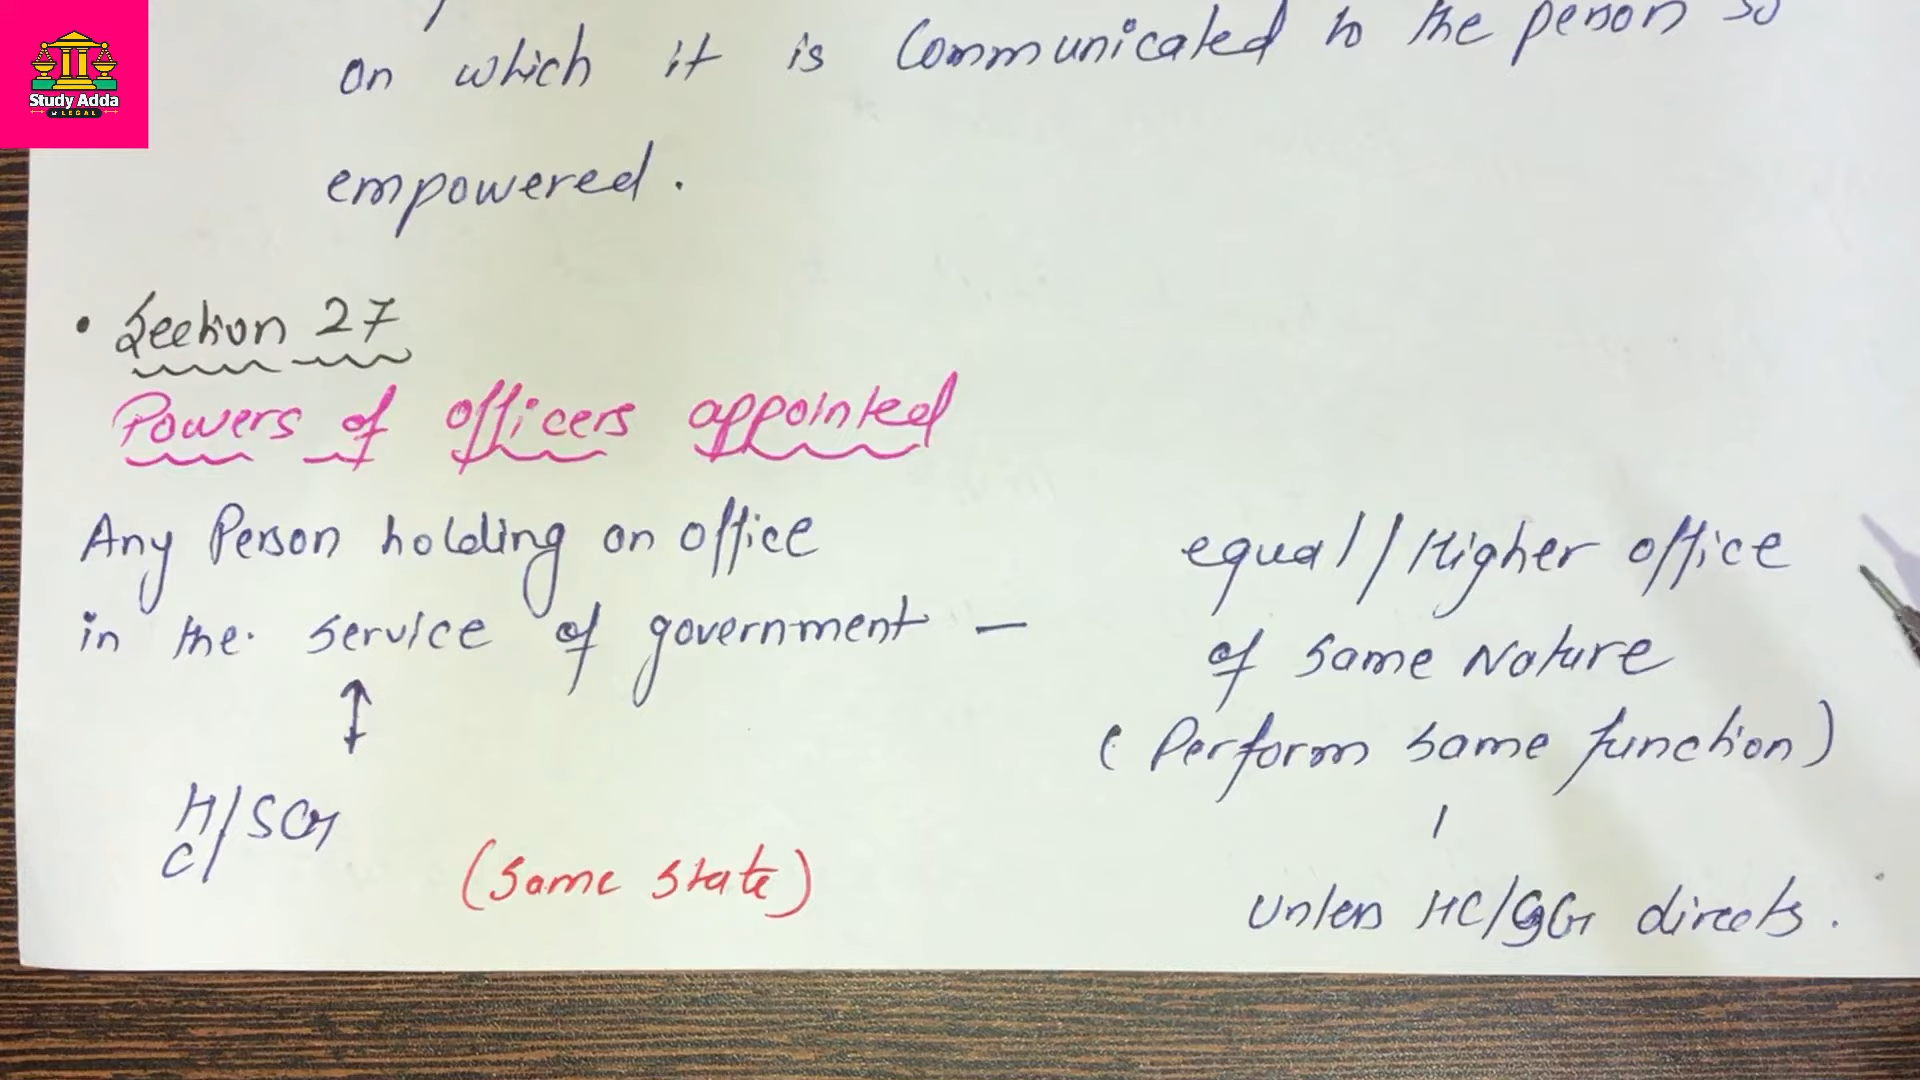 Study Adda
LEGAL
on which it is Communicated to the person so
empowered.
• Section 27
Powers of officers appointed
Any Person holding an office
in the service of government —
H/SG
C
(Same state)
equal/Higher office
of same Nature
(Perform same function)
unless HC/SG directs.